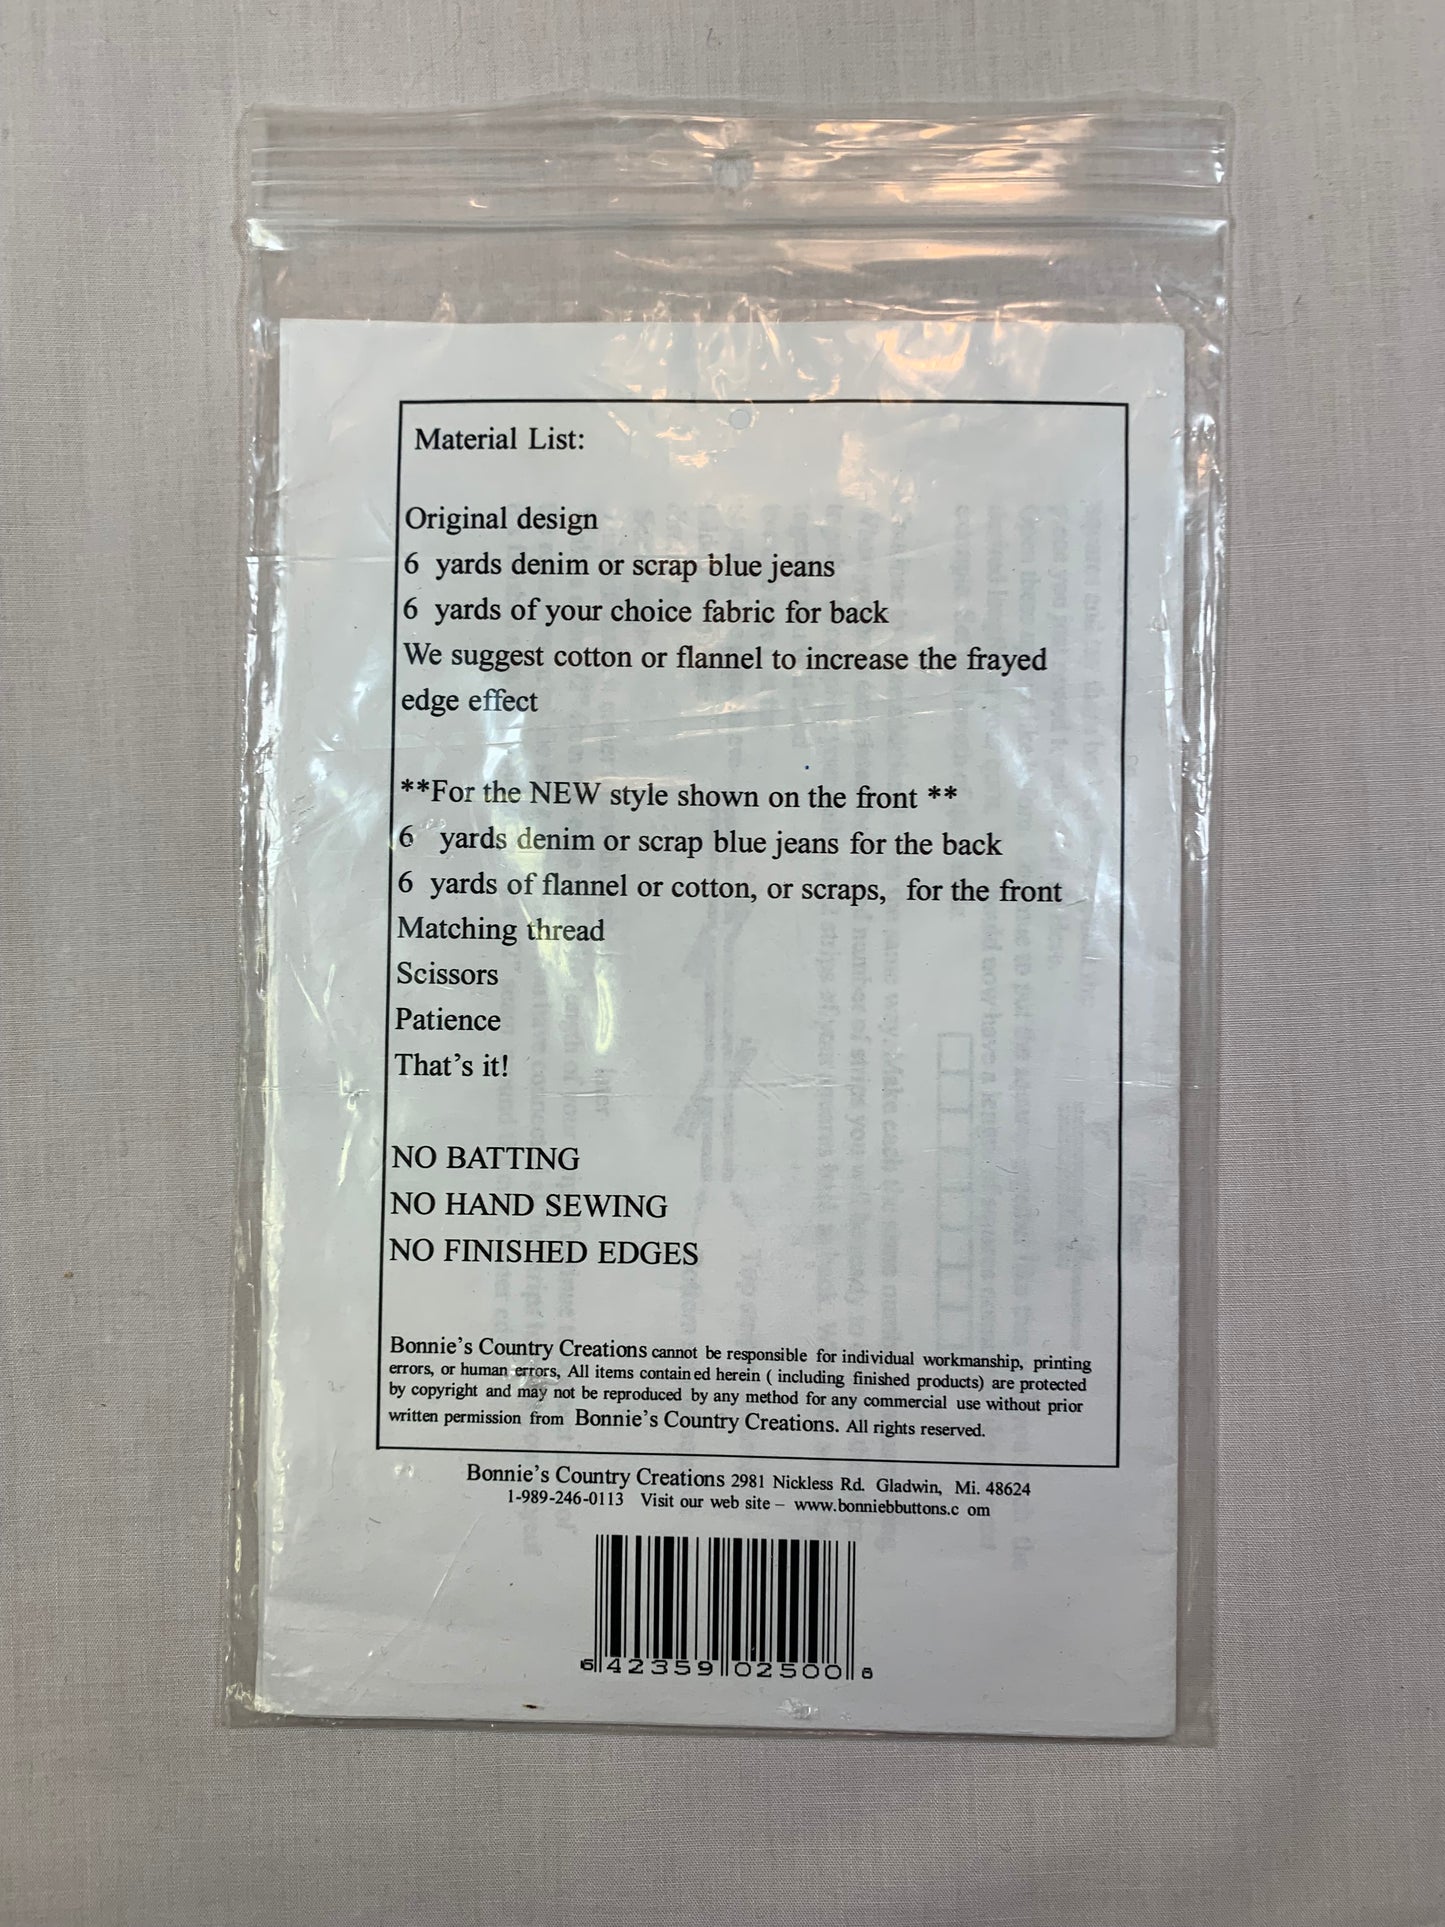 Material List:
Original design
6 yards denim or scrap blue jeans
6 yards of your choice fabric for back
We suggest cotton or flannel to increase the frayed
edge effect
**For the NEW style shown on the front **
6 yards denim or scrap blue jeans for the back
6 yards of flannel or cotton, or scraps, for the front
Matching thread
Scissors
Patience
That's it!
NO BATTING
NO HAND SEWING
NO FINISHED EDGES
Bonnie's Country Creations cannot be responsible for individual workmanship, printing
errors, or human errors, All items contained herein ( including finished products) are protected
by copyright and may not be reproduced by any method for any commercial use without prior
written permission from Bonnie's Country Creations. All rights reserved.
Bonnie's Country Creations 2981 Nickless Rd. Gladwin, Mi. 48624
1-989-246-0113 Visit our web site – www.bonniebbuttons.c om
6 42359 02500 8